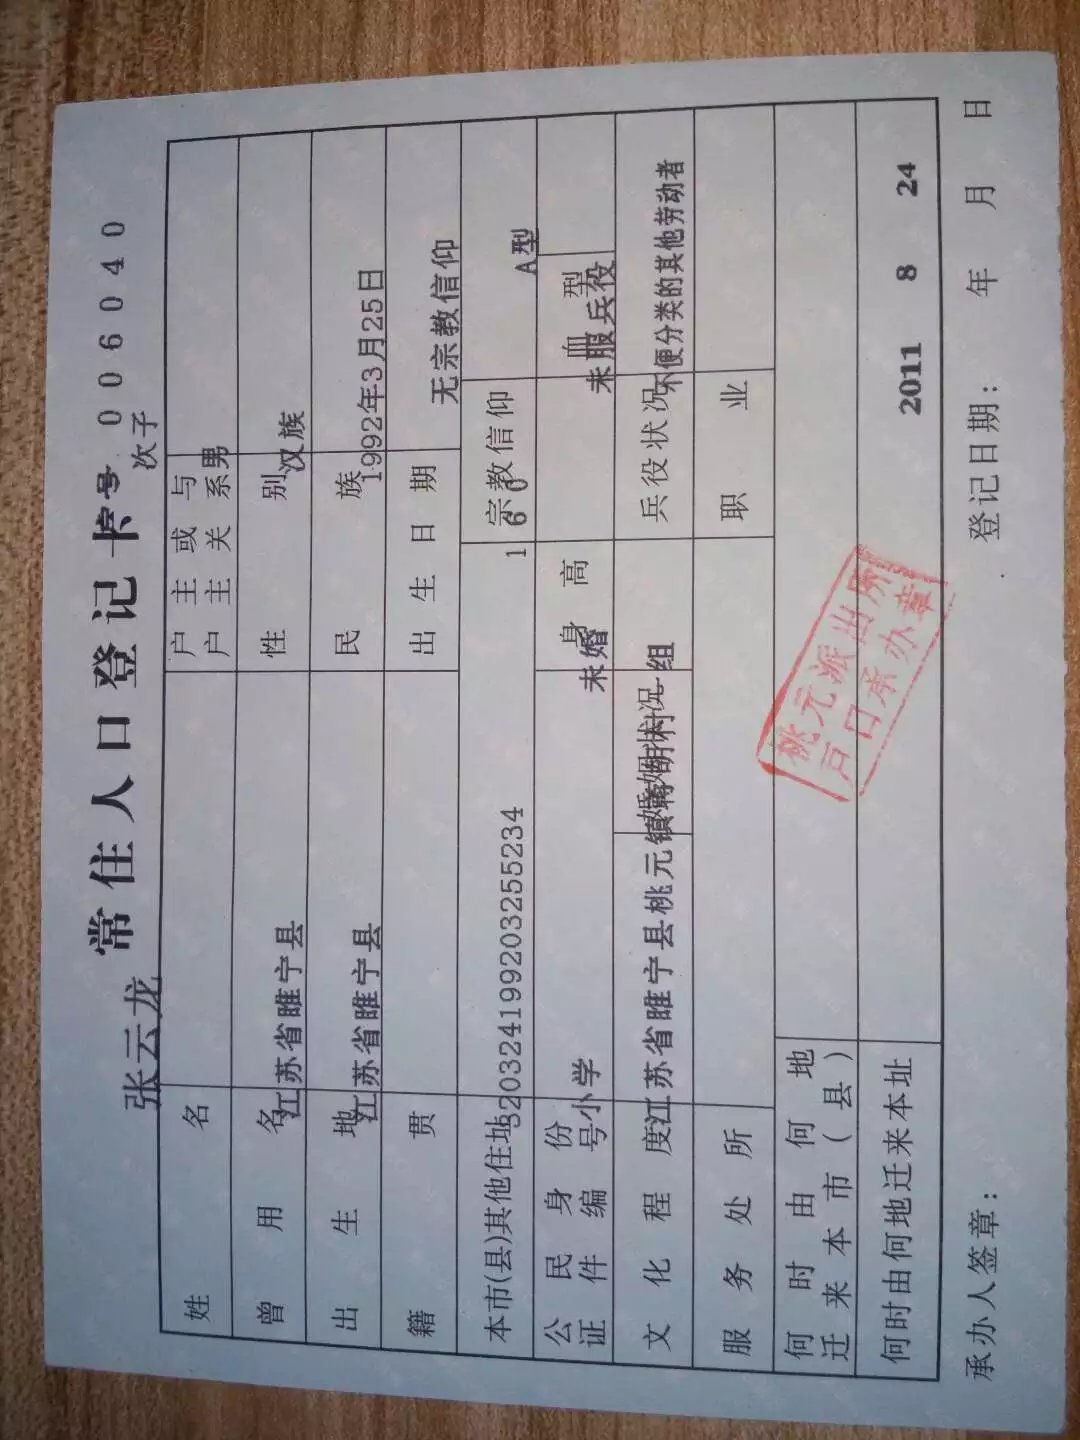 常住人口登记卡
户号 006040
张云龙 次子
姓名 户主或与户主关系 男
曾用名 性别 汉族
江苏省睢宁县
出生地 民族 1992年3月25日
江苏省睢宁县
籍贯 出生日期 无宗教信仰
本市(县)其他住址 宗教信仰
320324199203255234 160 A型
公民身份证件编号 身高 血型
小学 未婚 未服兵役
文化程度 婚姻状况 兵役状况
江苏省睢宁县桃元镇 村一组 不便分类的其他劳动者
服务处所 职业
何时由何地迁来本市(县)
何时由何地迁来本址
2011 8 24
承办人签章: 登记日期: 年 月 日
桃元派出所
户口承办章